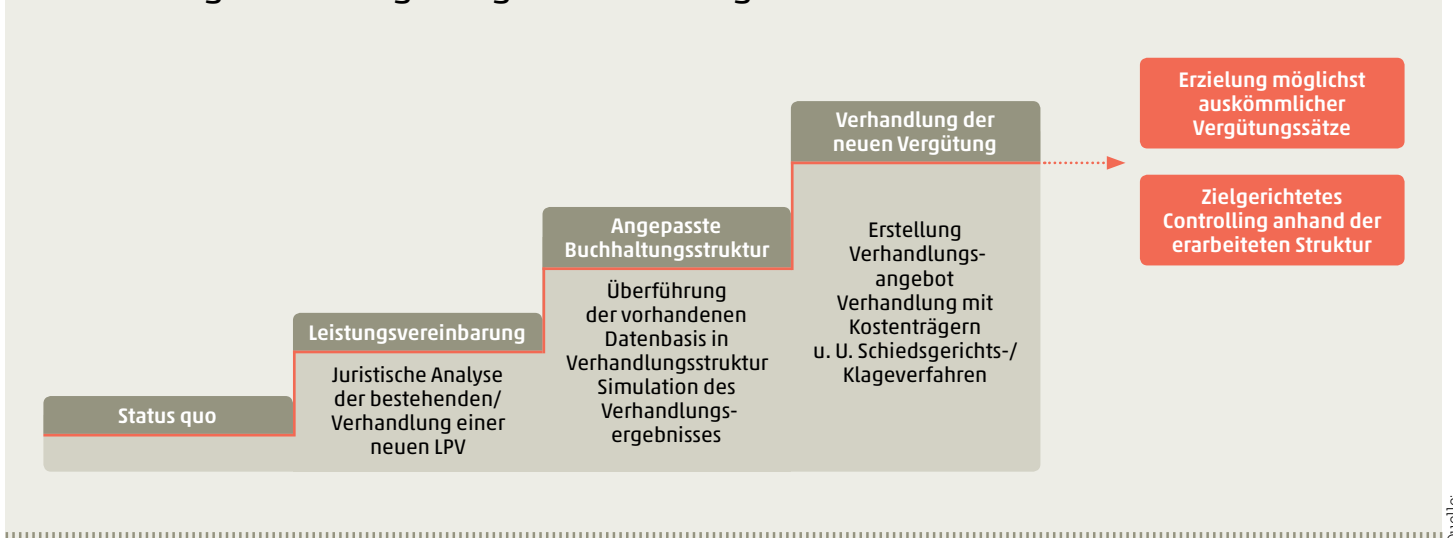 Status quo
Leistungsvereinbarung
Juristische Analyse
der bestehenden/
Verhandlung einer
neuen LPV
Angepasste
Buchhaltungsstruktur
Überführung
der vorhandenen
Datenbasis in
Verhandlungsstruktur
Simulation des
Verhandlungs-
ergebnisses
Verhandlung der
neuen Vergütung
Erstellung
Verhandlungs-
angebot
Verhandlung mit
Kostenträgern
u. U. Schiedsgerichts-/
Klageverfahren
Erzielung möglichst
auskömmlicher
Vergütungssätze
Zielgerichtetes
Controlling anhand der
erarbeiteten Struktur